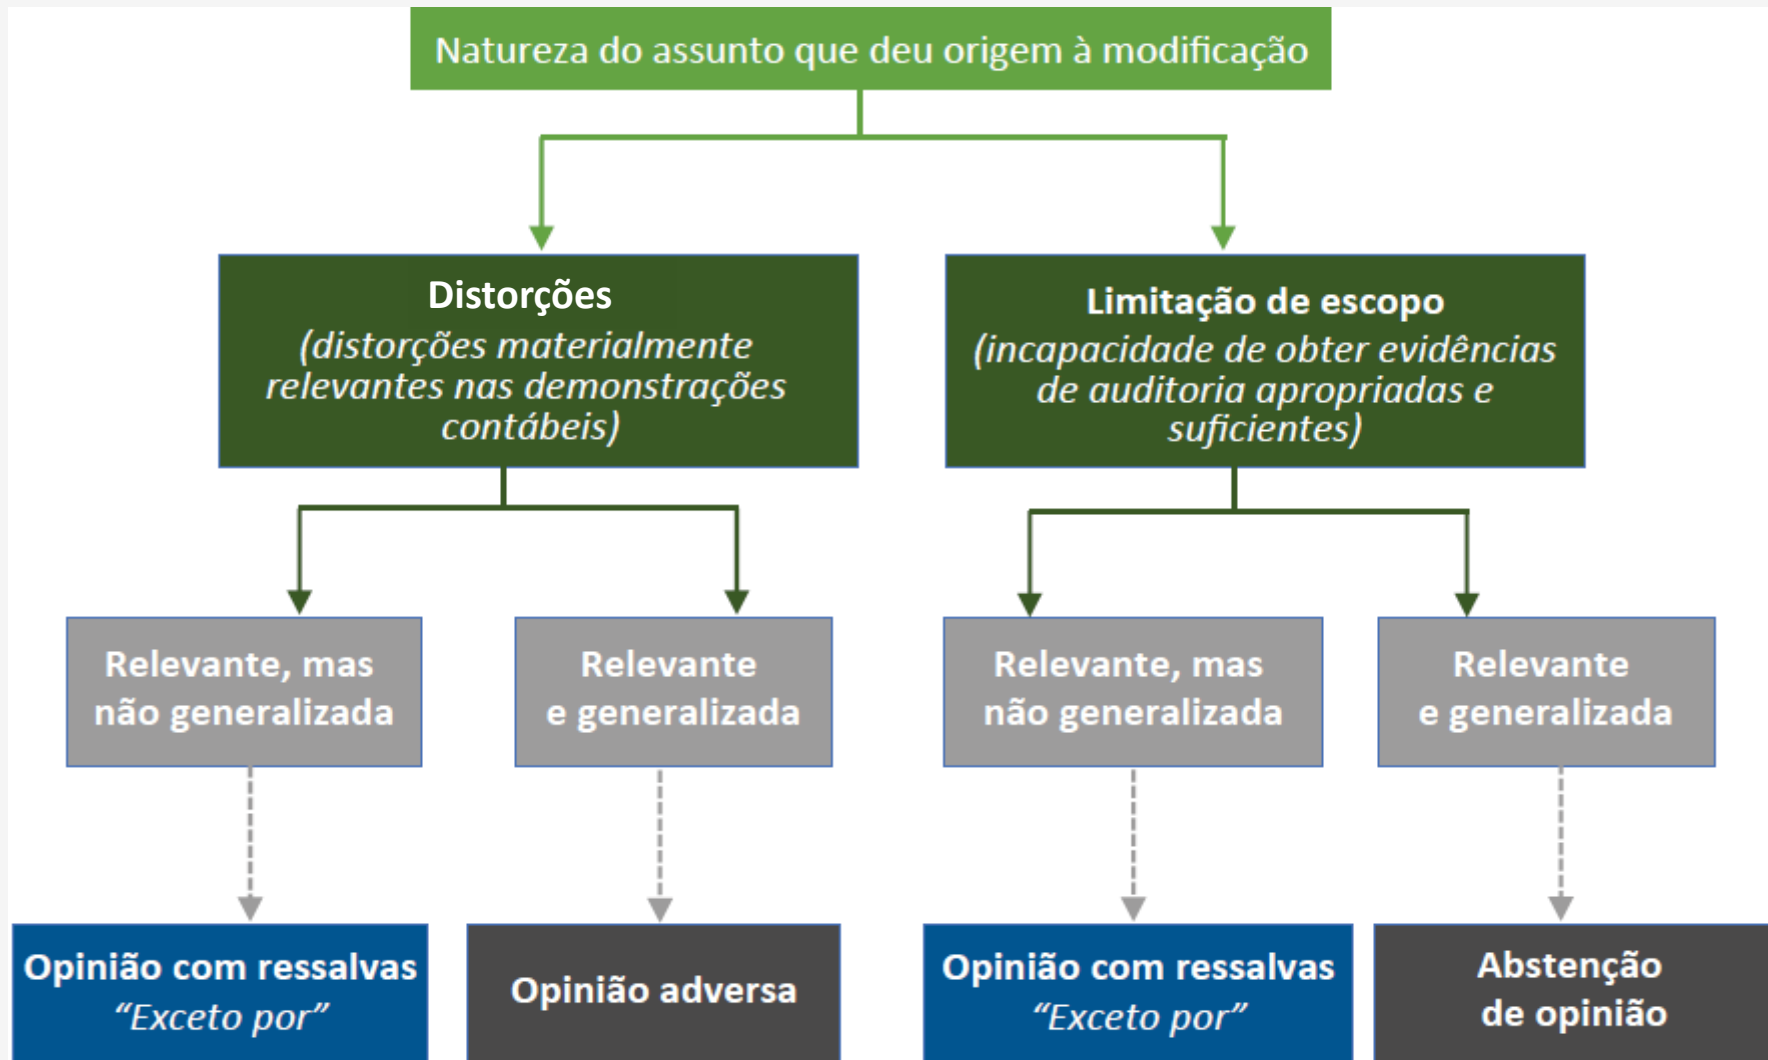 Natureza do assunto que deu origem à modificação
Distorções
(distorções materialmente
relevantes nas demonstrações
contábeis)
Limitação de escopo
(incapacidade de obter evidências
de auditoria apropriadas e
suficientes)
Relevante, mas
não generalizada
Relevante
e generalizada
Relevante, mas
não generalizada
Relevante
e generalizada
Opinião com ressalvas
“Exceto por”
Opinião adversa
Opinião com ressalvas
“Exceto por”
Abstenção
de opinião